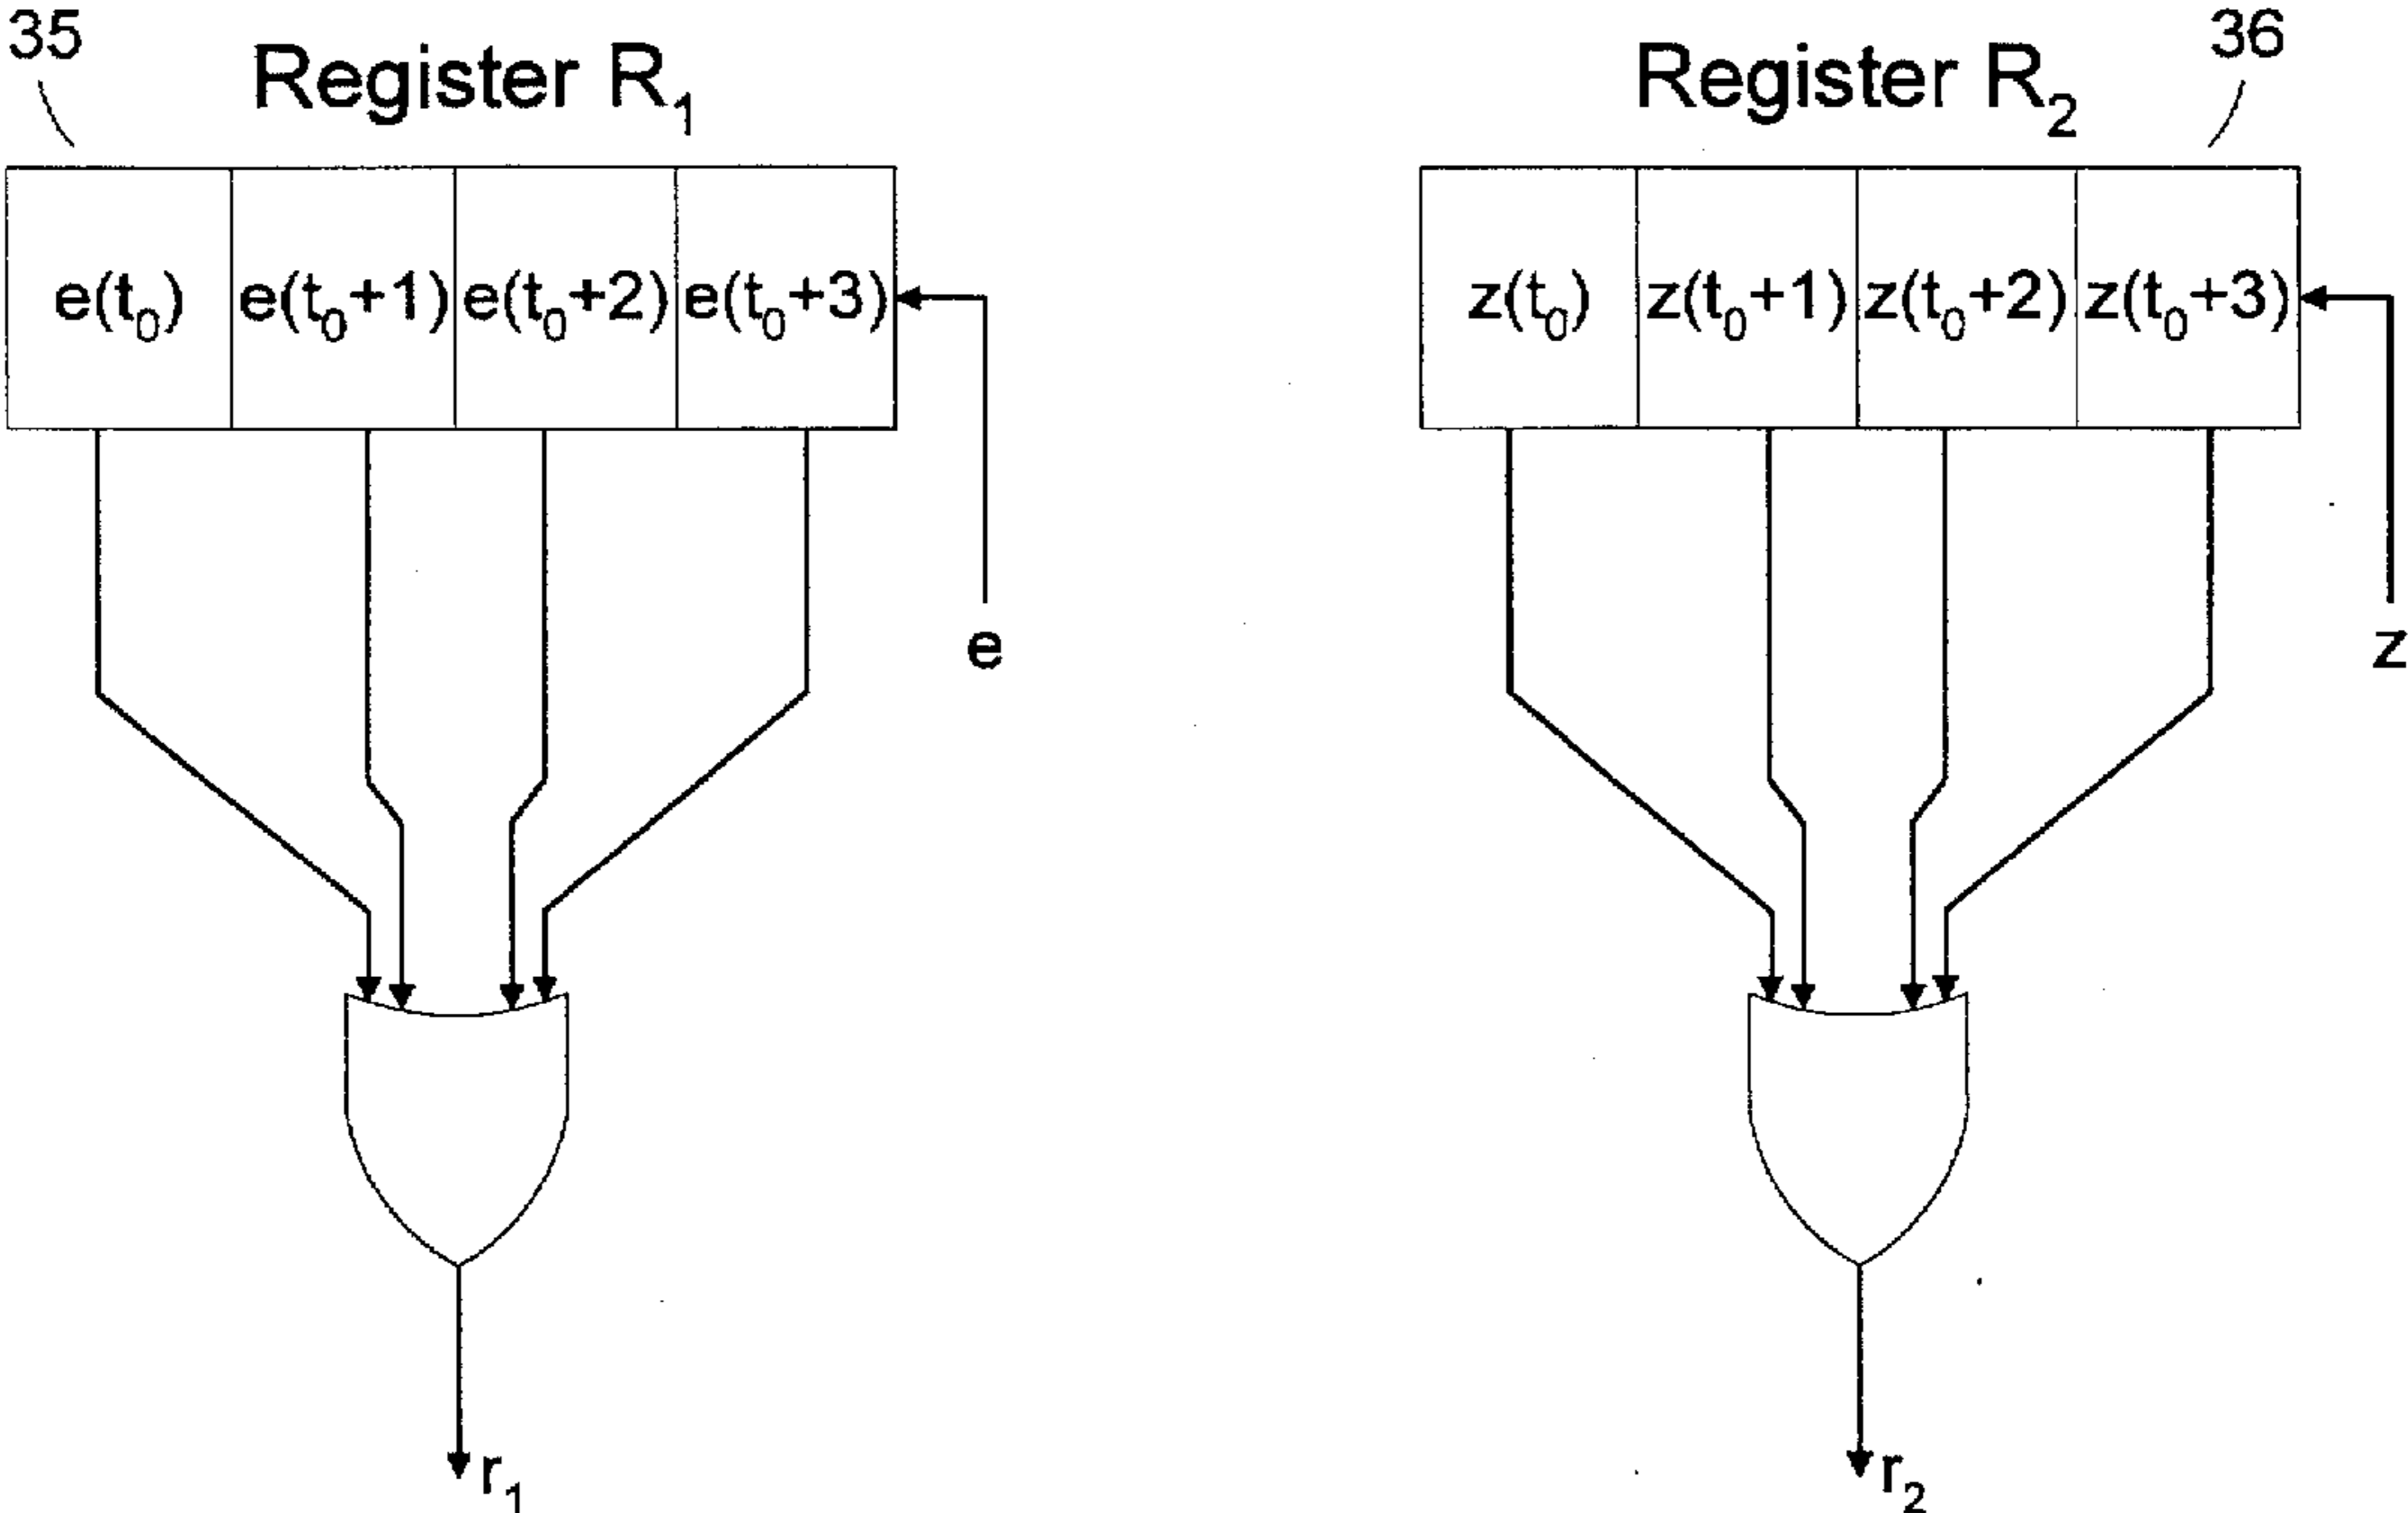 35
Register R₁
e(t₀) e(t₀+1) e(t₀+2) e(t₀+3)
e
r₁
36
Register R₂
z(t₀) z(t₀+1) z(t₀+2) z(t₀+3)
z
r₂